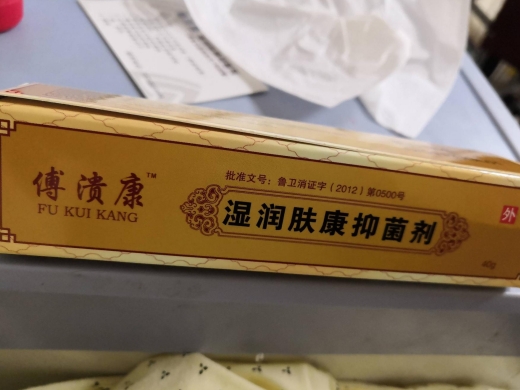 傅溃康™
FU KUI KANG
批准文号：鲁卫消证字（2012）第0500号
湿润肤康抑菌剂
外
40g